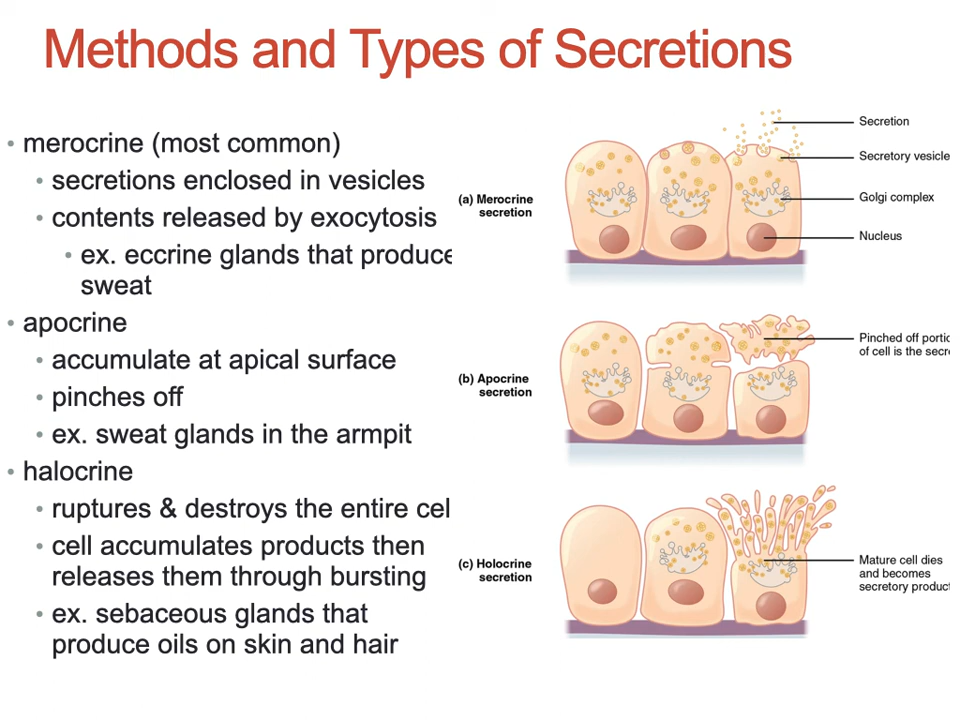 Methods and Types of Secretions
• merocrine (most common)
• secretions enclosed in vesicles
• contents released by exocytosis
• ex. eccrine glands that produce
sweat
• apocrine
• accumulate at apical surface
• pinches off
• ex. sweat glands in the armpit
• halocrine
• ruptures & destroys the entire cel
• cell accumulates products then
releases them through bursting
• ex. sebaceous glands that
produce oils on skin and hair
(a) Merocrine
secretion
Secretion
Secretory vesicle
Golgi complex
Nucleus
(b) Apocrine
secretion
Pinched off portic
of cell is the secr
(c) Holocrine
secretion
Mature cell dies
and becomes
secretory product